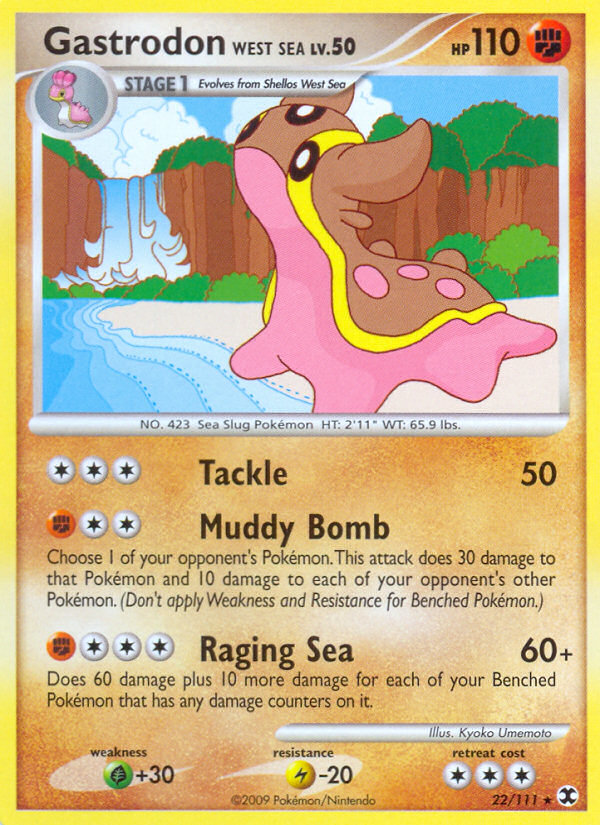 Gastrodon WEST SEA LV.50 HP 110
STAGE 1 Evolves from Shellos West Sea
NO. 423 Sea Slug Pokémon HT: 2'11" WT: 65.9 lbs.
Tackle 50
Muddy Bomb
Choose 1 of your opponent's Pokémon. This attack does 30 damage to
that Pokémon and 10 damage to each of your opponent's other
Pokémon. (Don't apply Weakness and Resistance for Benched Pokémon.)
Raging Sea 60+
Does 60 damage plus 10 more damage for each of your Benched
Pokémon that has any damage counters on it.
Illus. Kyoko Umemoto
weakness resistance retreat cost
+30 -20
©2009 Pokémon/Nintendo 22/111 ★